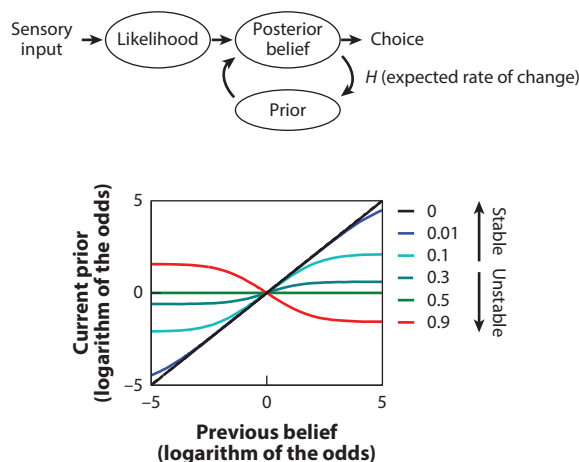 Sensory
input
Likelihood
Posterior
belief
Choice
H (expected rate of change)
Prior
Current prior
(logarithm of the odds)
5
0
−5
−5
0
5
Previous belief
(logarithm of the odds)
0
0.01
0.1
0.3
0.5
0.9
Stable
Unstable